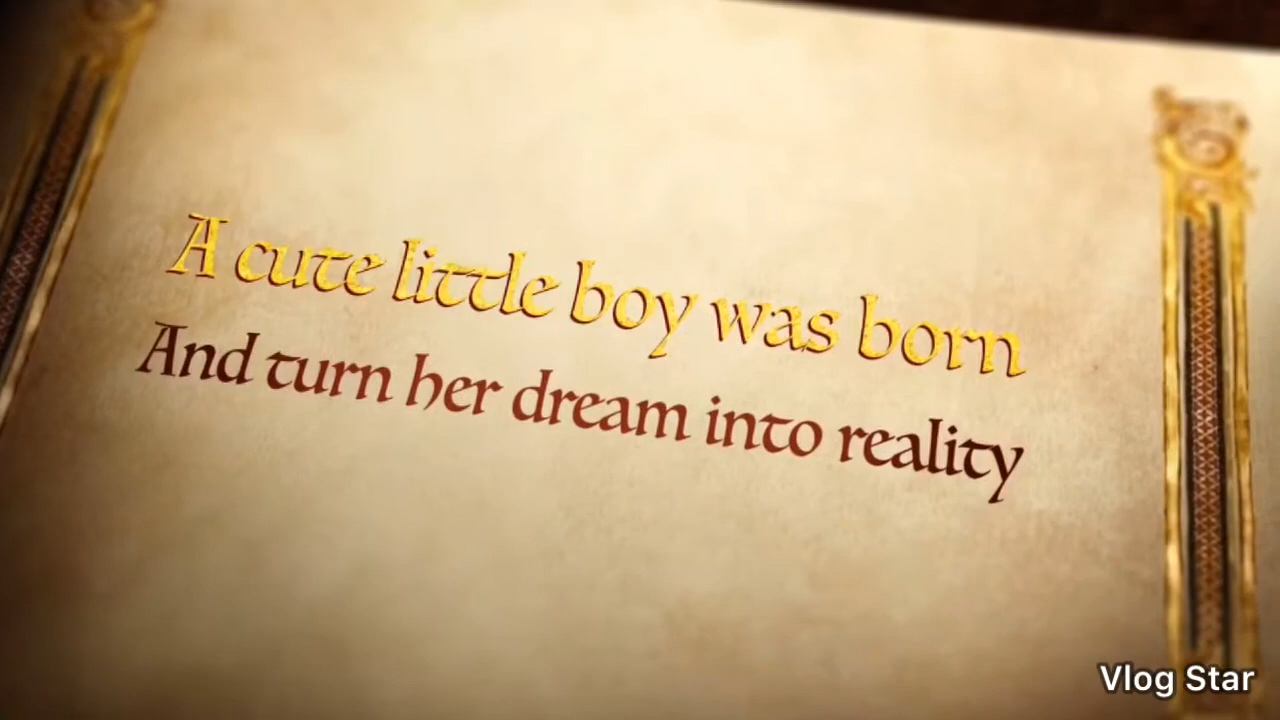 A cute little boy was born
And turn her dream into reality
Vlog Star